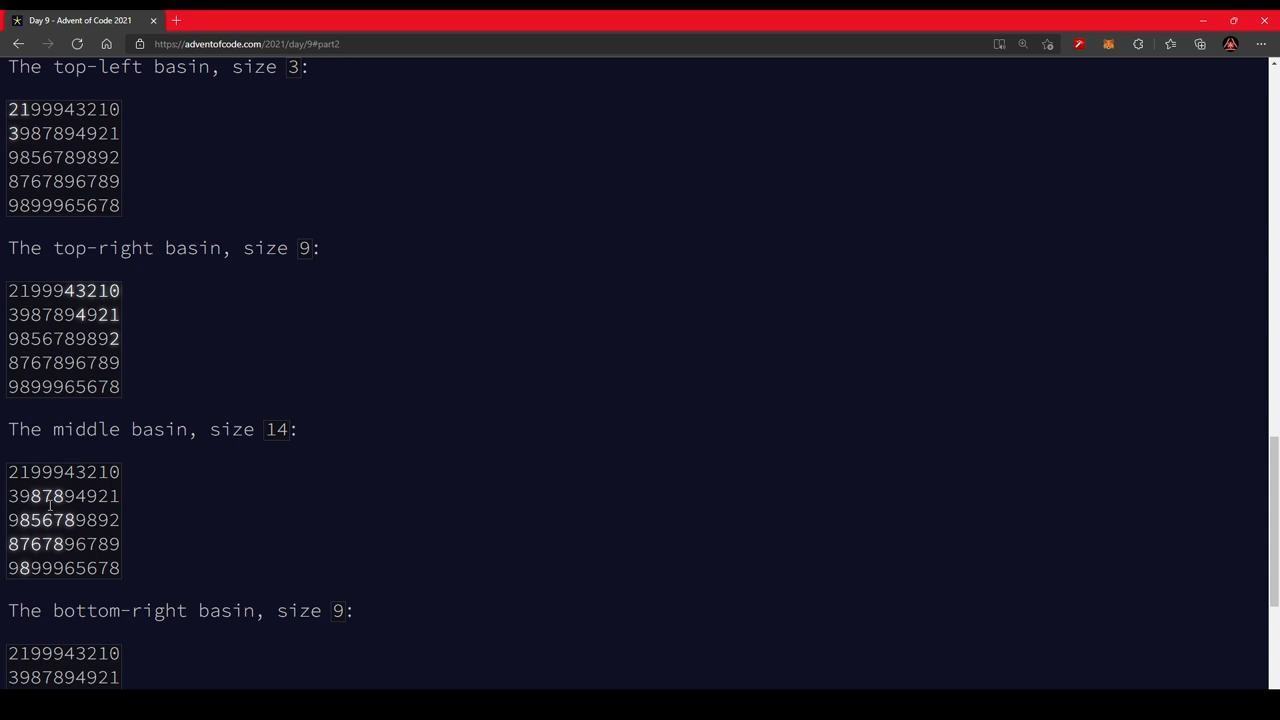 Day 9 - Advent of Code 2021
https://adventofcode.com/2021/day/9#part2
The top-left basin, size 3:
2199943210
3987894921
9856789892
8767896789
9899965678
The top-right basin, size 9:
2199943210
3987894921
9856789892
8767896789
9899965678
The middle basin, size 14:
2199943210
3987894921
9856789892
8767896789
9899965678
The bottom-right basin, size 9:
2199943210
3987894921